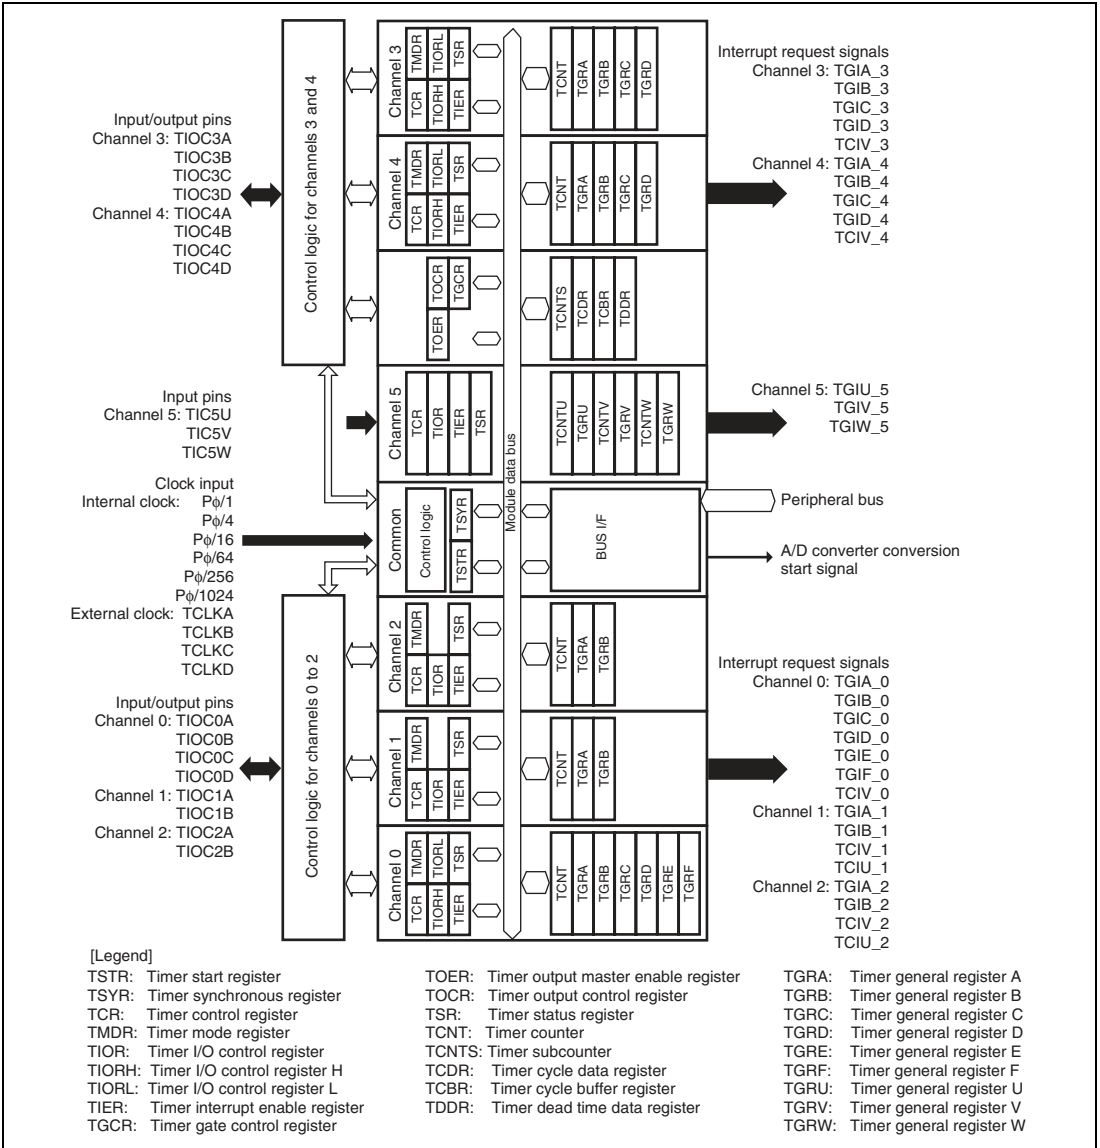 Input/output pins
Channel 3: TIOC3A
TIOC3B
TIOC3C
TIOC3D
Channel 4: TIOC4A
TIOC4B
TIOC4C
TIOC4D
Input pins
Channel 5: TIC5U
TIC5V
TIC5W
Clock input
Internal clock: Pϕ/1
Pϕ/4
Pϕ/16
Pϕ/64
Pϕ/256
Pϕ/1024
External clock: TCLKA
TCLKB
TCLKC
TCLKD
Input/output pins
Channel 0: TIOC0A
TIOC0B
TIOC0C
TIOC0D
Channel 1: TIOC1A
TIOC1B
Channel 2: TIOC2A
TIOC2B
Control logic for channels 3 and 4
Control logic for channels 0 to 2
Channel 3
TMDR
TIORL
TSR
TCR
TIORH
TIER
TCNT
TGRA
TGRB
TGRC
TGRD
Channel 4
TMDR
TIORL
TSR
TCR
TIORH
TIER
TCNT
TGRA
TGRB
TGRC
TGRD
TOCR
TGCR
TOER
TCNTS
TCDR
TCBR
TDDR
Channel 5
TCR
TIOR
TIER
TSR
TCNTU
TGRU
TCNTV
TGRV
TCNTW
TGRW
Module data bus
Common
Control logic
TSYR
TSTR
BUS I/F
Channel 2
TMDR
TSR
TCR
TIOR
TIER
TCNT
TGRA
TGRB
Channel 1
TMDR
TSR
TCR
TIOR
TIER
TCNT
TGRA
TGRB
Channel 0
TMDR
TIORL
TSR
TCR
TIORH
TIER
TCNT
TGRA
TGRB
TGRC
TGRD
TGRE
TGRF
Interrupt request signals
Channel 3: TGIA_3
TGIB_3
TGIC_3
TGID_3
TCIV_3
Channel 4: TGIA_4
TGIB_4
TGIC_4
TGID_4
TCIV_4
Channel 5: TGIU_5
TGIV_5
TGIW_5
Peripheral bus
A/D converter conversion
start signal
Interrupt request signals
Channel 0: TGIA_0
TGIB_0
TGIC_0
TGID_0
TGIE_0
TGIF_0
TCIV_0
Channel 1: TGIA_1
TGIB_1
TCIV_1
TCIU_1
Channel 2: TGIA_2
TGIB_2
TCIV_2
TCIU_2
[Legend]
TSTR: Timer start register
TSYR: Timer synchronous register
TCR: Timer control register
TMDR: Timer mode register
TIOR: Timer I/O control register
TIORH: Timer I/O control register H
TIORL: Timer I/O control register L
TIER: Timer interrupt enable register
TGCR: Timer gate control register
TOER: Timer output master enable register
TOCR: Timer output control register
TSR: Timer status register
TCNT: Timer counter
TCNTS: Timer subcounter
TCDR: Timer cycle data register
TCBR: Timer cycle buffer register
TDDR: Timer dead time data register
TGRA: Timer general register A
TGRB: Timer general register B
TGRC: Timer general register C
TGRD: Timer general register D
TGRE: Timer general register E
TGRF: Timer general register F
TGRU: Timer general register U
TGRV: Timer general register V
TGRW: Timer general register W